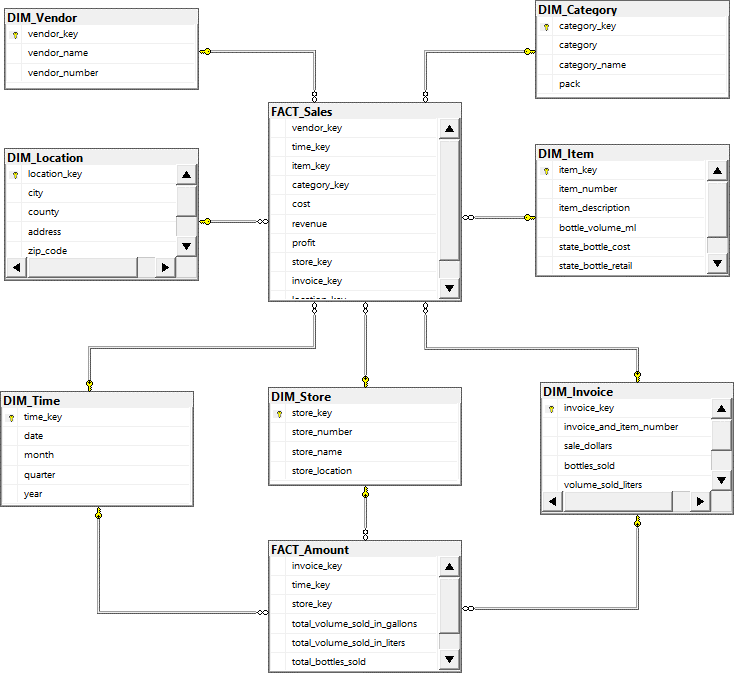 DIM_Vendor
vendor_key
vendor_name
vendor_number
DIM_Category
category_key
category
category_name
pack
FACT_Sales
vendor_key
time_key
item_key
category_key
cost
revenue
profit
store_key
invoice_key
location_key
DIM_Location
location_key
city
county
address
zip_code
DIM_Item
item_key
item_number
item_description
bottle_volume_ml
state_bottle_cost
state_bottle_retail
DIM_Time
time_key
date
month
quarter
year
DIM_Store
store_key
store_number
store_name
store_location
DIM_Invoice
invoice_key
invoice_and_item_number
sale_dollars
bottles_sold
volume_sold_liters
FACT_Amount
invoice_key
time_key
store_key
total_volume_sold_in_gallons
total_volume_sold_in_liters
total_bottles_sold